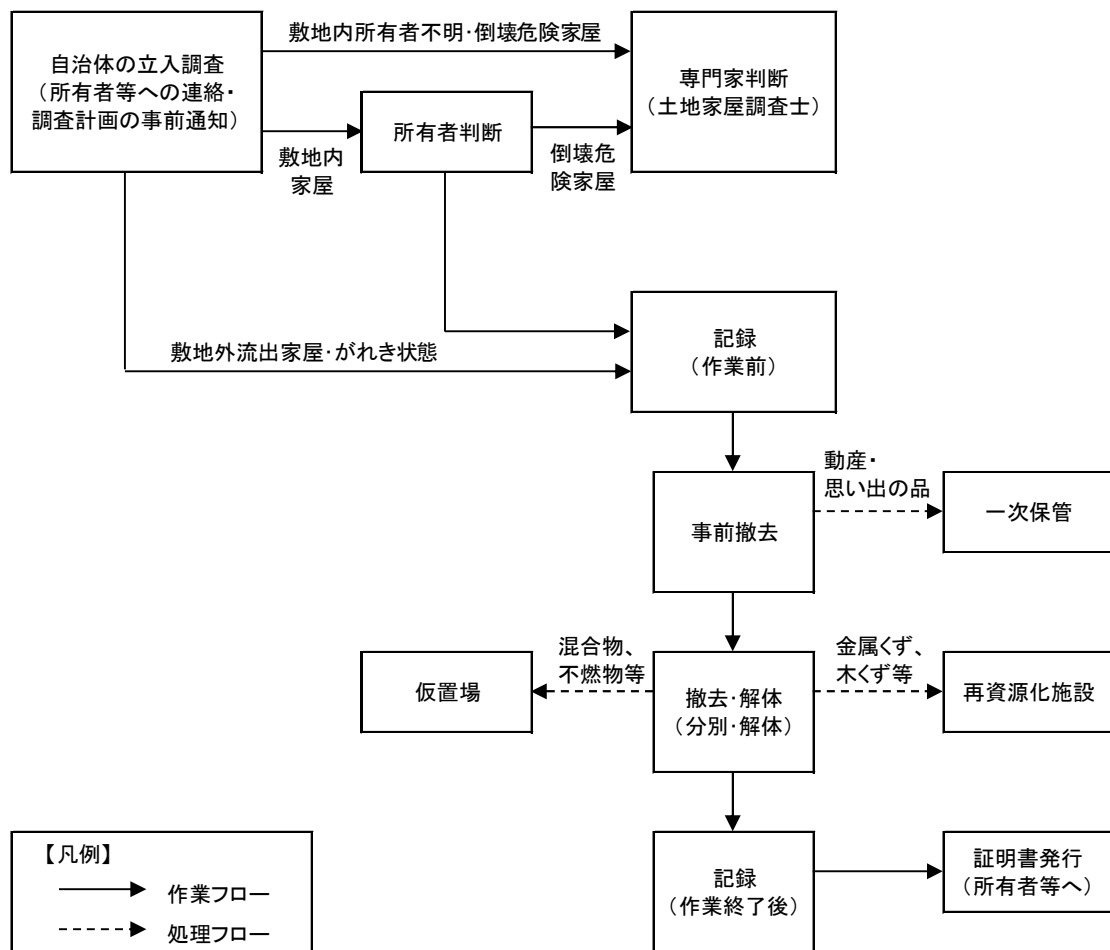 敷地内所有者不明・倒壊危険家屋
自治体の立入調査
（所有者等への連絡・
調査計画の事前通知）
専門家判断
（土地家屋調査士）
所有者判断
敷地内
家屋
倒壊危
険家屋
記録
（作業前）
敷地外流出家屋・がれき状態
動産・
思い出の品
事前撤去
一次保管
混合物、
不燃物等
金属くず、
木くず等
仮置場
撤去・解体
（分別・解体）
再資源化施設
記録
（作業終了後）
証明書発行
（所有者等へ）
【凡例】
作業フロー
処理フロー